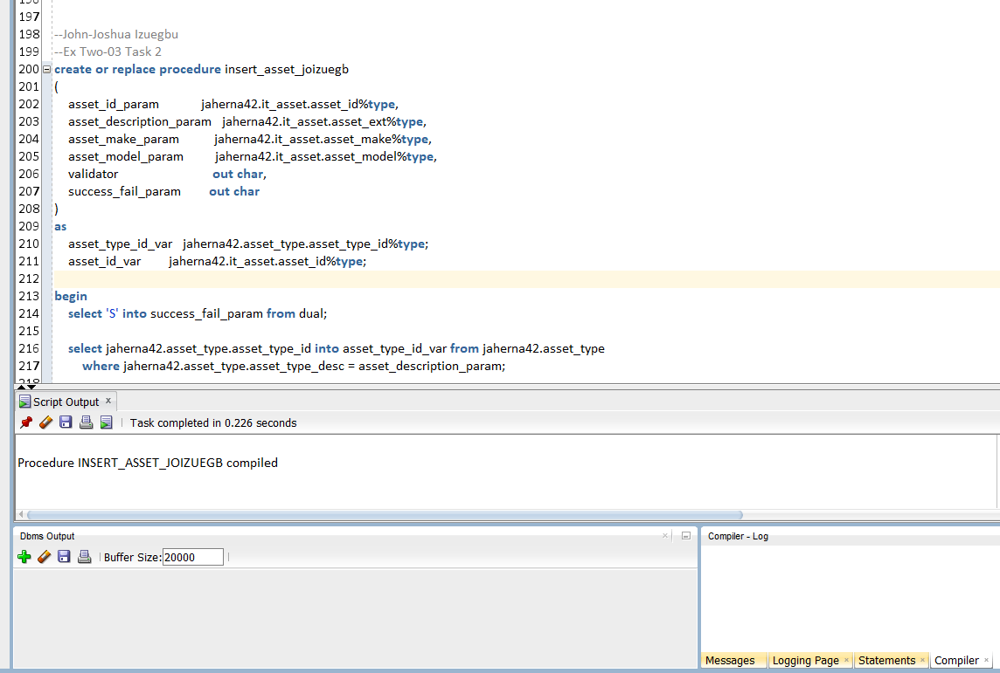 196
197
198 --John-Joshua Izuegbu
199 --Ex Two-03 Task 2
200 create or replace procedure insert_asset_joizuegb
201 (
202 asset_id_param jaherna42.it_asset.asset_id%type,
203 asset_description_param jaherna42.it_asset.asset_ext%type,
204 asset_make_param jaherna42.it_asset.asset_make%type,
205 asset_model_param jaherna42.it_asset.asset_model%type,
206 validator out char,
207 success_fail_param out char
208 )
209 as
210 asset_type_id_var jaherna42.asset_type.asset_type_id%type;
211 asset_id_var jaherna42.it_asset.asset_id%type;
212
213 begin
214 select 'S' into success_fail_param from dual;
215
216 select jaherna42.asset_type.asset_type_id into asset_type_id_var from jaherna42.asset_type
217 where jaherna42.asset_type.asset_type_desc = asset_description_param;
218
Script Output x
Task completed in 0.226 seconds
Procedure INSERT_ASSET_JOIZUEGB compiled
Dbms Output
Buffer Size: 20000
Compiler - Log
Messages Logging Page Statements Compiler